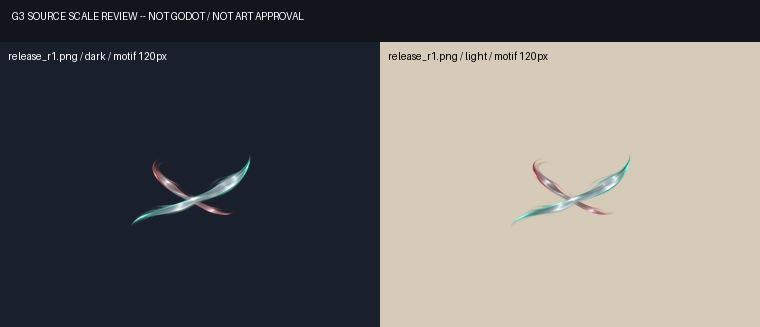 G3 SOURCE SCALE REVIEW -- NOT GODOT / NOT ART APPROVAL
release_r1.png / dark / motif 120px
release_r1.png / light / motif 120px